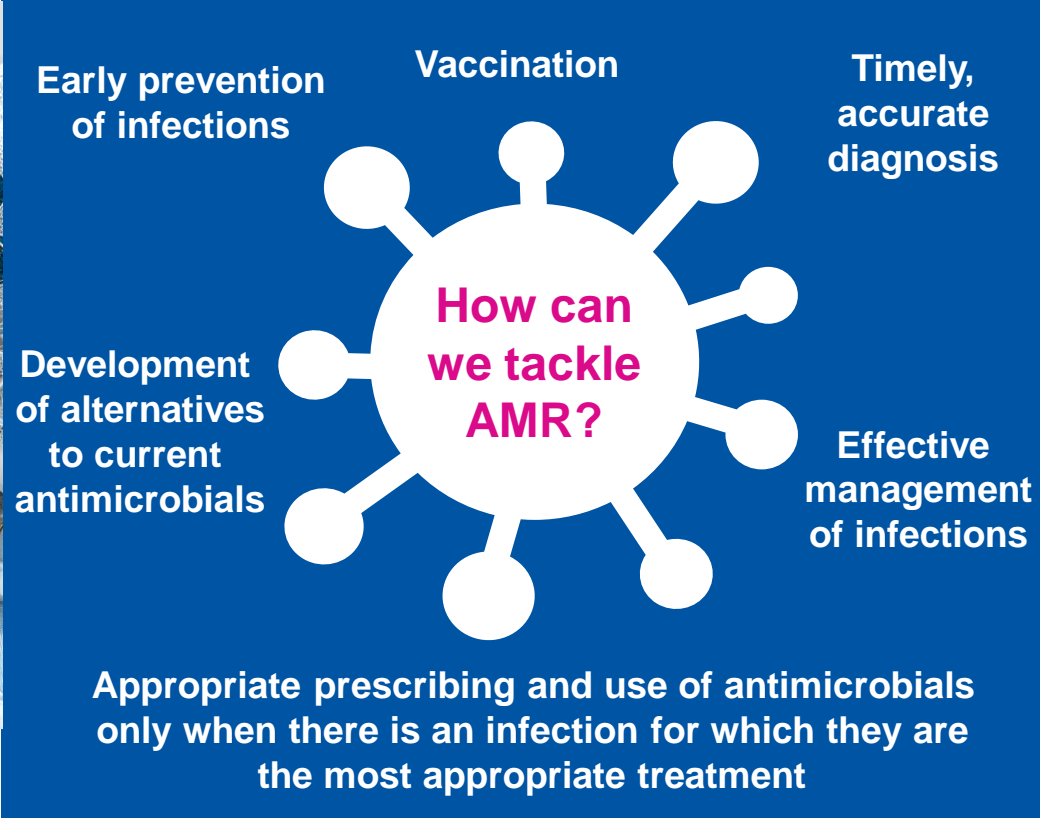 Early prevention
of infections
Vaccination
Timely,
accurate
diagnosis
How can
we tackle
AMR?
Development
of alternatives
to current
antimicrobials
Effective
management
of infections
Appropriate prescribing and use of antimicrobials
only when there is an infection for which they are
the most appropriate treatment